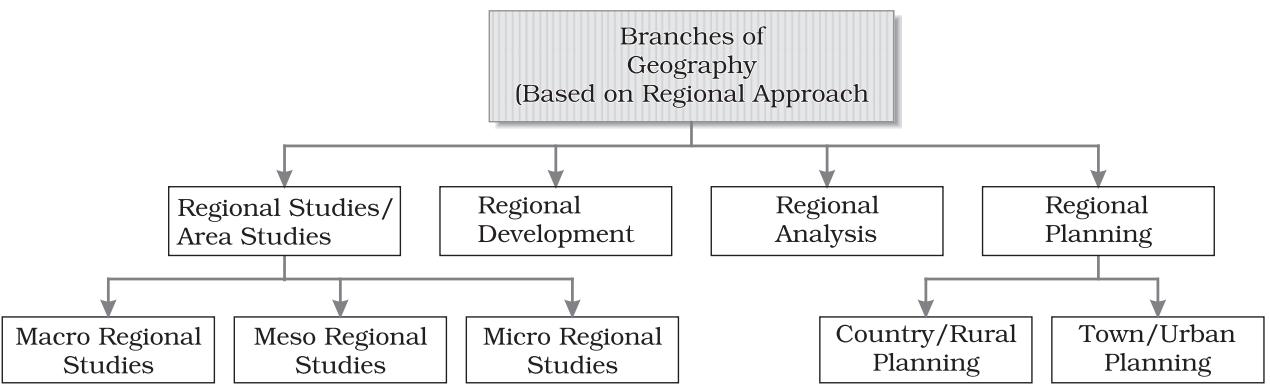 Branches of
Geography
(Based on Regional Approach
Regional Studies/
Area Studies
Regional
Development
Regional
Analysis
Regional
Planning
Macro Regional
Studies
Meso Regional
Studies
Micro Regional
Studies
Country/Rural
Planning
Town/Urban
Planning